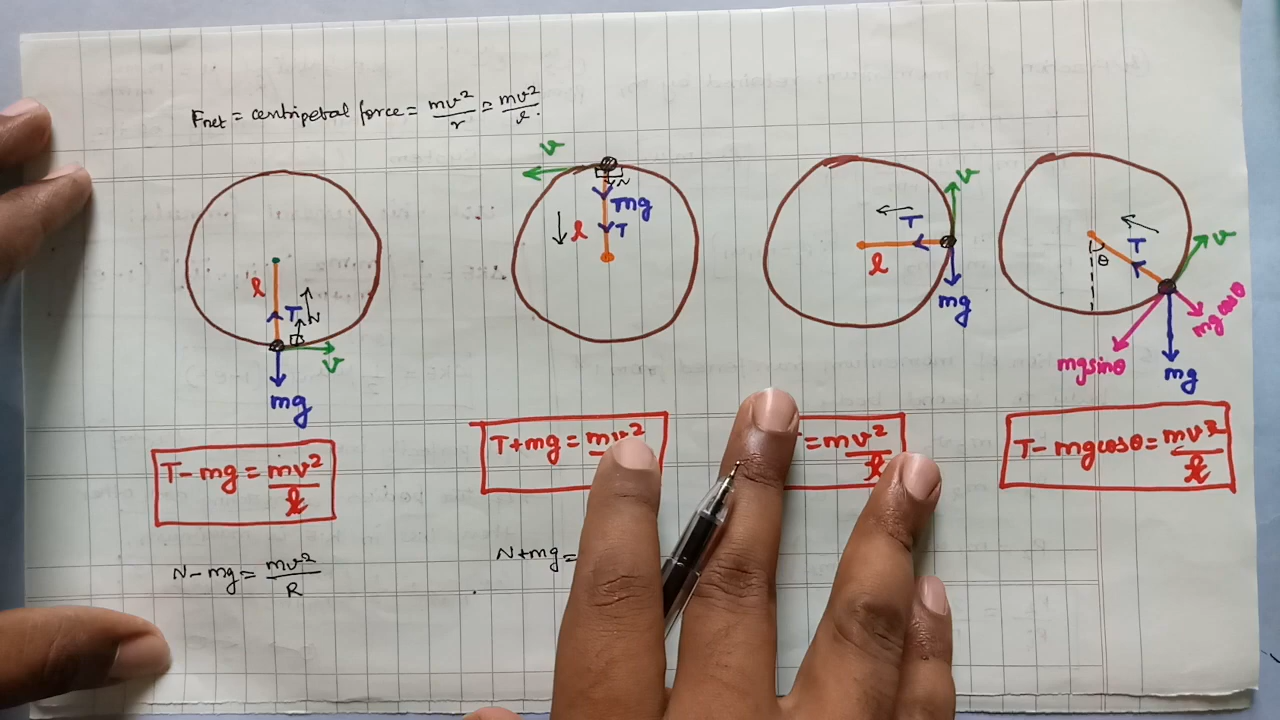 Fnet = centripetal force = mv²/r = mv²/l.
l T N v mg
v N mg l T
v T l mg
θ T v mgcosθ mgsinθ mg
T - mg = mv²/l
T + mg = mv²
= mv²/l
T - mgcosθ = mv²/l
N - mg = mv²/R
N + mg =